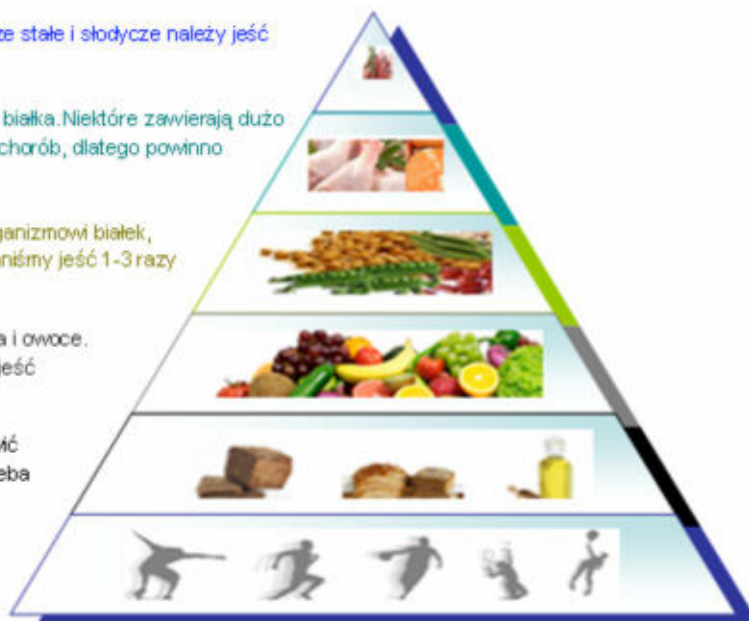 ze stałe i słodycze należy jeść
białka.Niektóre zawierają dużo
chorób, dlatego powinno
ganizmowi białek,
niśmy jeść 1-3 razy
a i owoce.
jeść
ić
eba